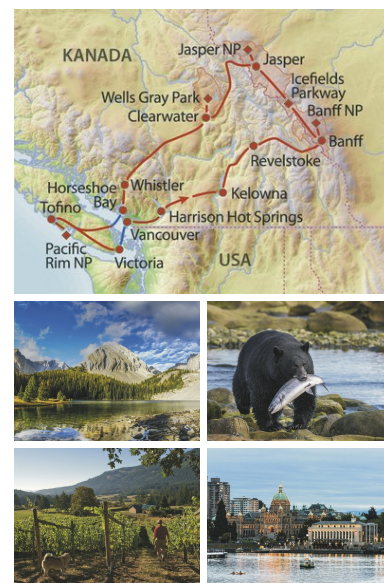 Jasper NP
KANADA
Jasper
Icefields
Parkway
Wells Gray Park
Banff NP
Clearwater
Banff
Revelstoke
Horseshoe
Bay
Whistler
Kelowna
Tofino
Harrison Hot Springs
Vancouver
Pacific
Rim NP
Victoria
USA